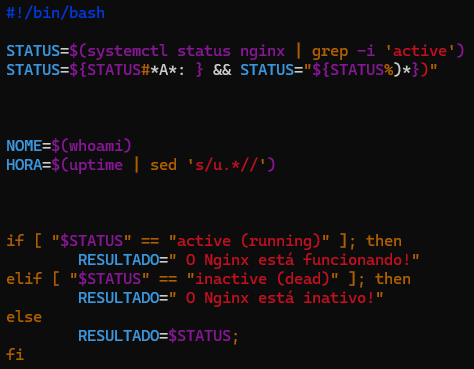 #!/bin/bash
STATUS=$(systemctl status nginx | grep -i 'active')
STATUS=${STATUS#*A*: } && STATUS="${STATUS%)*})"
NOME=$(whoami)
HORA=$(uptime | sed 's/u.*//')
if [ "$STATUS" == "active (running)" ]; then
RESULTADO=" O Nginx está funcionando!"
elif [ "$STATUS" == "inactive (dead)" ]; then
RESULTADO=" O Nginx está inativo!"
else
RESULTADO=$STATUS;
fi